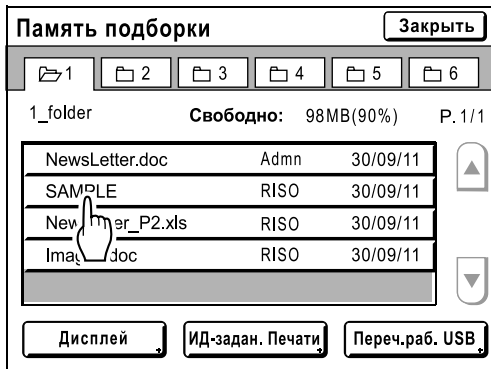 Память подборки Закрыть
1 2 3 4 5 6
1_folder Свободно: 98MB(90%) P.1/1
NewsLetter.doc Admn 30/09/11
SAMPLE RISO 30/09/11
RISO 30/09/11
RISO 30/09/11
Дисплей ИД-задан. Печати Переч.раб. USB